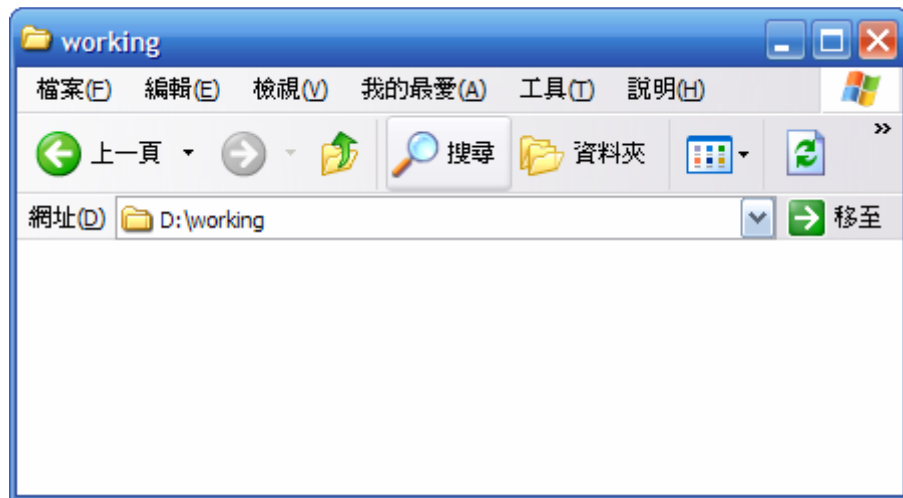 working
檔案(F) 編輯(E) 檢視(V) 我的最愛(A) 工具(T) 說明(H)
上一頁 搜尋 資料夾 »
網址(D) D:\working 移至